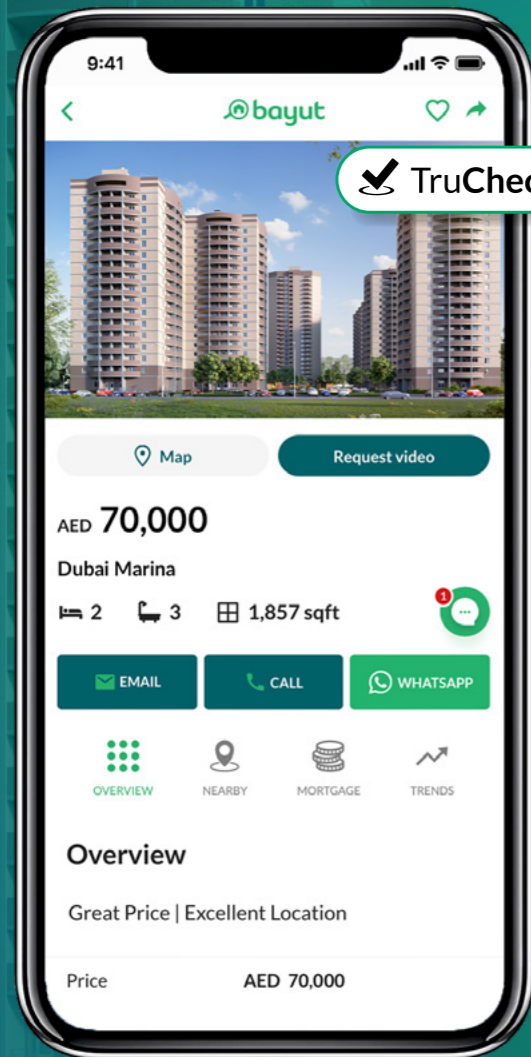 9:41
bayut
TruChec
Map
Request video
AED 70,000
Dubai Marina
2 3 1,857 sqft
1
EMAIL CALL WHATSAPP
OVERVIEW NEARBY MORTGAGE TRENDS
Overview
Great Price | Excellent Location
Price AED 70,000